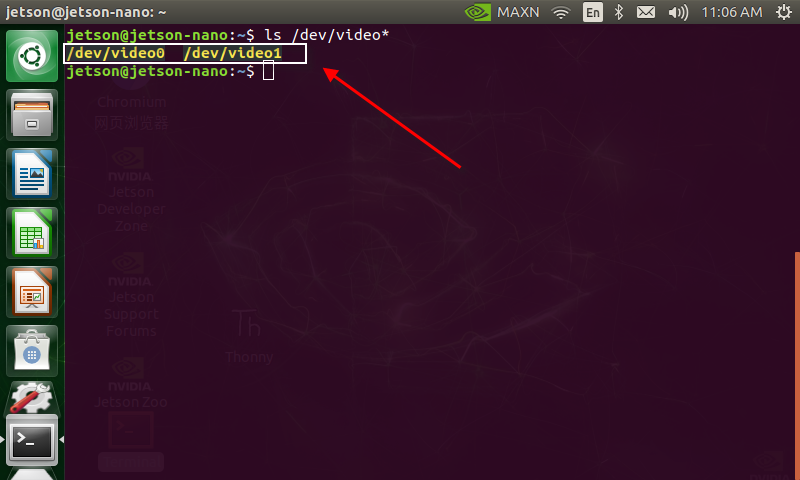 jetson@jetson-nano: ~
MAXN
En
11:06 AM
jetson@jetson-nano:~$ ls /dev/video*
/dev/video0  /dev/video1
jetson@jetson-nano:~$
Chromium
网页浏览器
NVIDIA
Jetson
Developer
Zone
NVIDIA
Jetson
Support
Forums
Th
Thonny
NVIDIA
Jetson Zoo